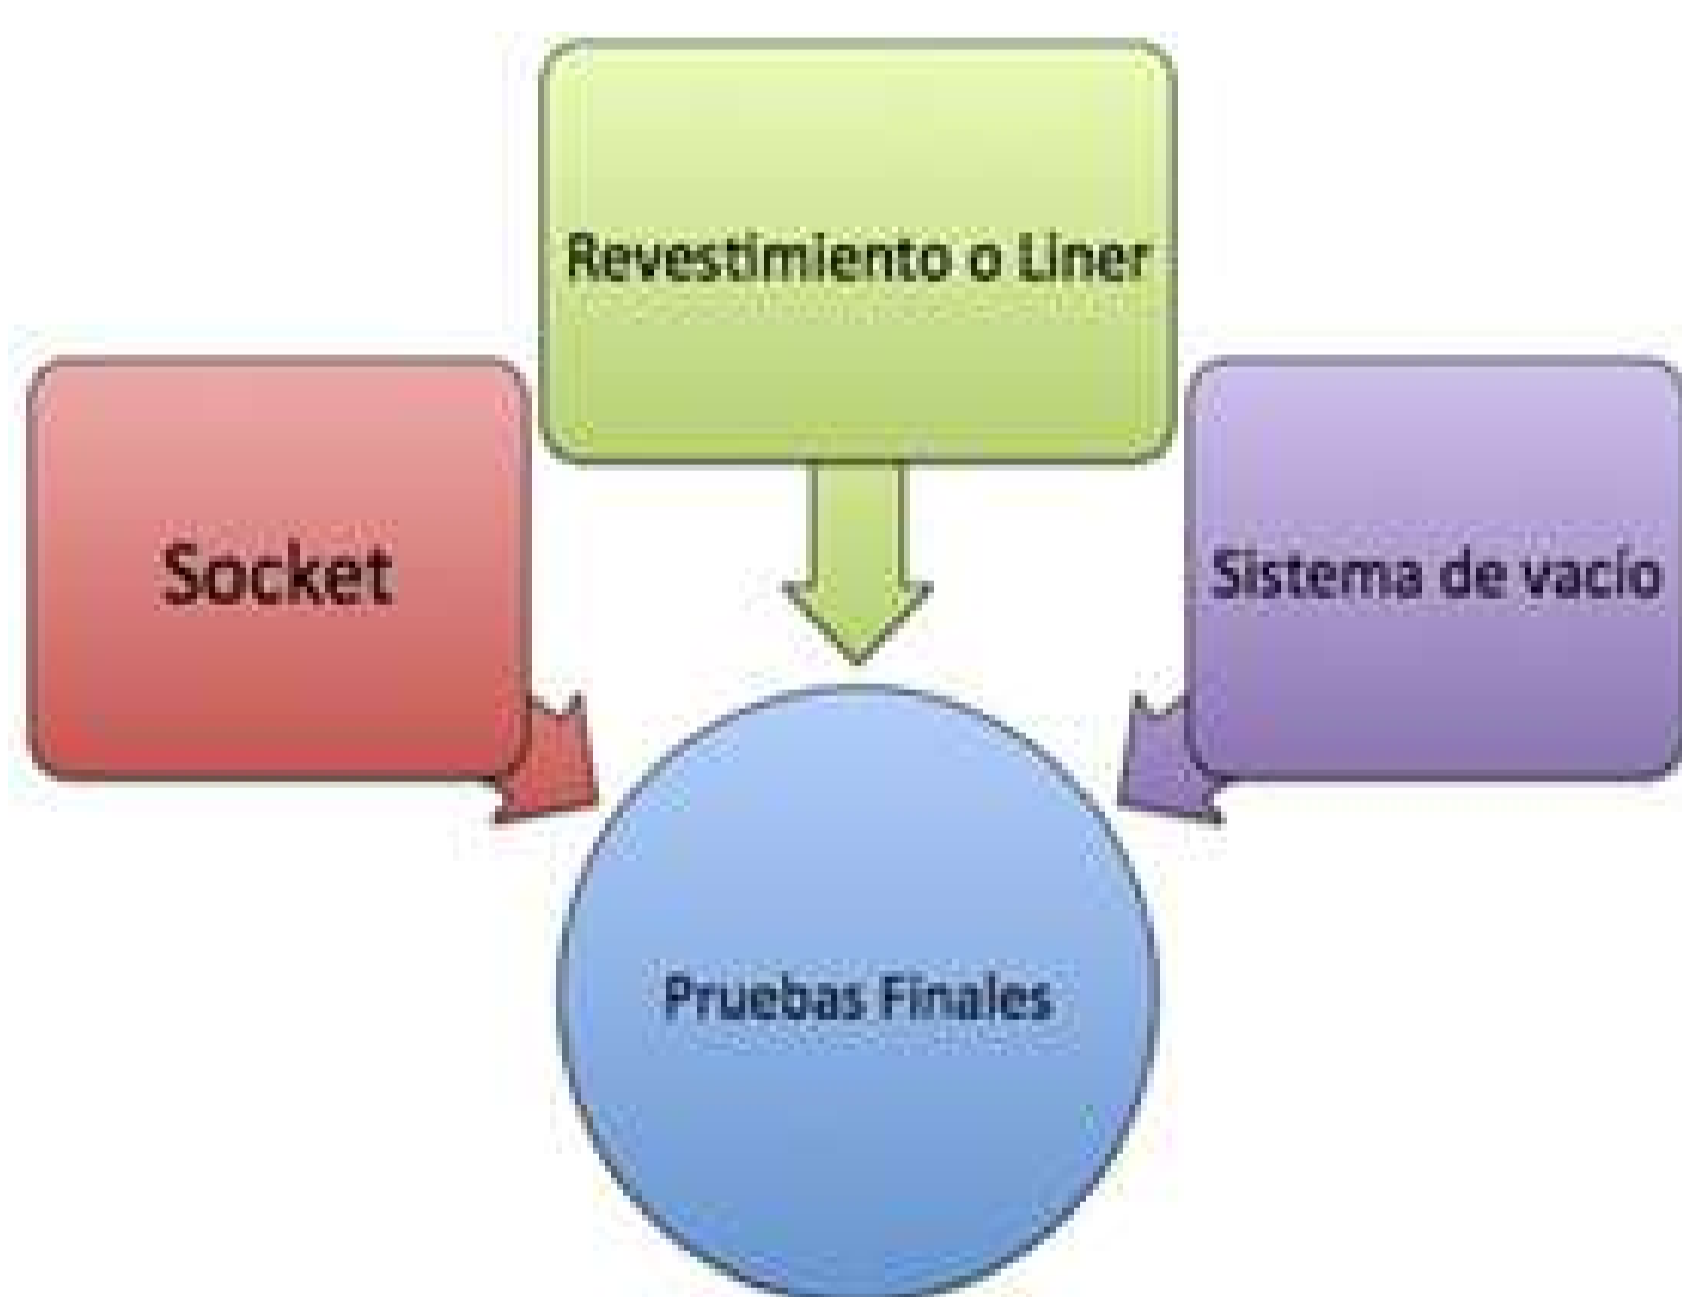 Revestimiento o Liner
Socket
Sistema de vacío
Pruebas Finales